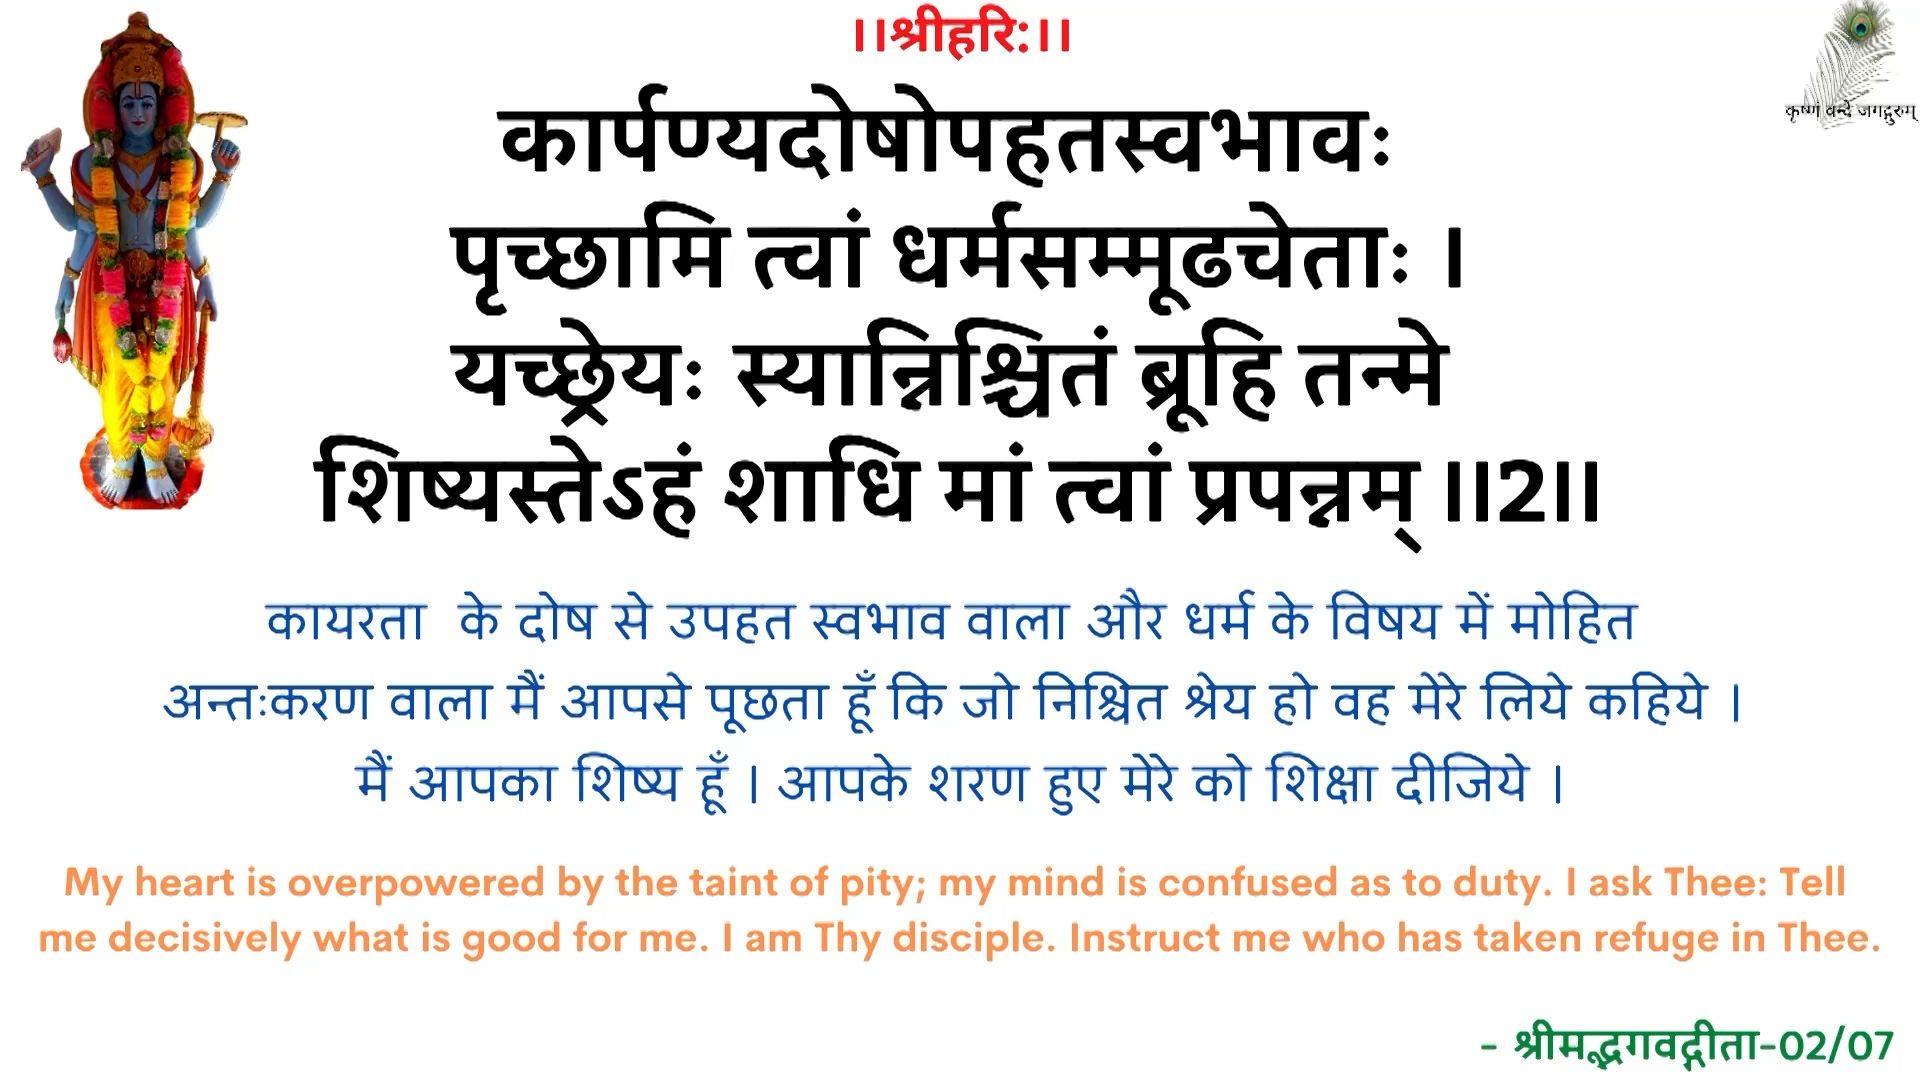 ।।श्रीहरि:।।
कृष्णं वन्दे जगद्गुरुम्
कार्पण्यदोषोपहतस्वभावः
पृच्छामि त्वां धर्मसम्मूढचेताः ।
यच्छ्रेयः स्यान्निश्चितं ब्रूहि तन्मे
शिष्यस्तेऽहं शाधि मां त्वां प्रपन्नम् ।।2।।
कायरता के दोष से उपहत स्वभाव वाला और धर्म के विषय में मोहित
अन्तःकरण वाला मैं आपसे पूछता हूँ कि जो निश्चित श्रेय हो वह मेरे लिये कहिये ।
मैं आपका शिष्य हूँ । आपके शरण हुए मेरे को शिक्षा दीजिये ।
My heart is overpowered by the taint of pity; my mind is confused as to duty. I ask Thee: Tell
me decisively what is good for me. I am Thy disciple. Instruct me who has taken refuge in Thee.
- श्रीमद्भगवद्गीता-02/07